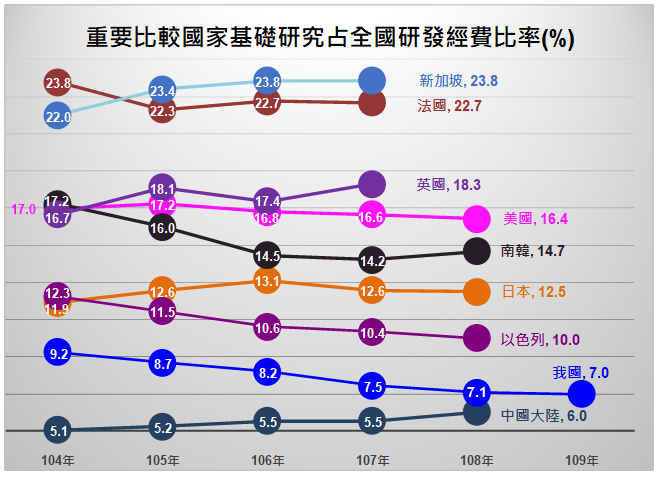 重要比較國家基礎研究占全國研發經費比率(%)
23.8 23.4 23.8 新加坡, 23.8
22.0 22.3 22.7 法國, 22.7
18.1 17.4 英國, 18.3
17.0 17.2 17.2 16.8 16.6 美國, 16.4
16.7 16.0 14.5 14.2 南韓, 14.7
12.3 12.6 13.1 12.6 日本, 12.5
11.9 11.5 10.6 10.4 以色列, 10.0
9.2 8.7 8.2 7.5 7.1 我國, 7.0
5.1 5.2 5.5 5.5 中國大陸, 6.0
104年 105年 106年 107年 108年 109年